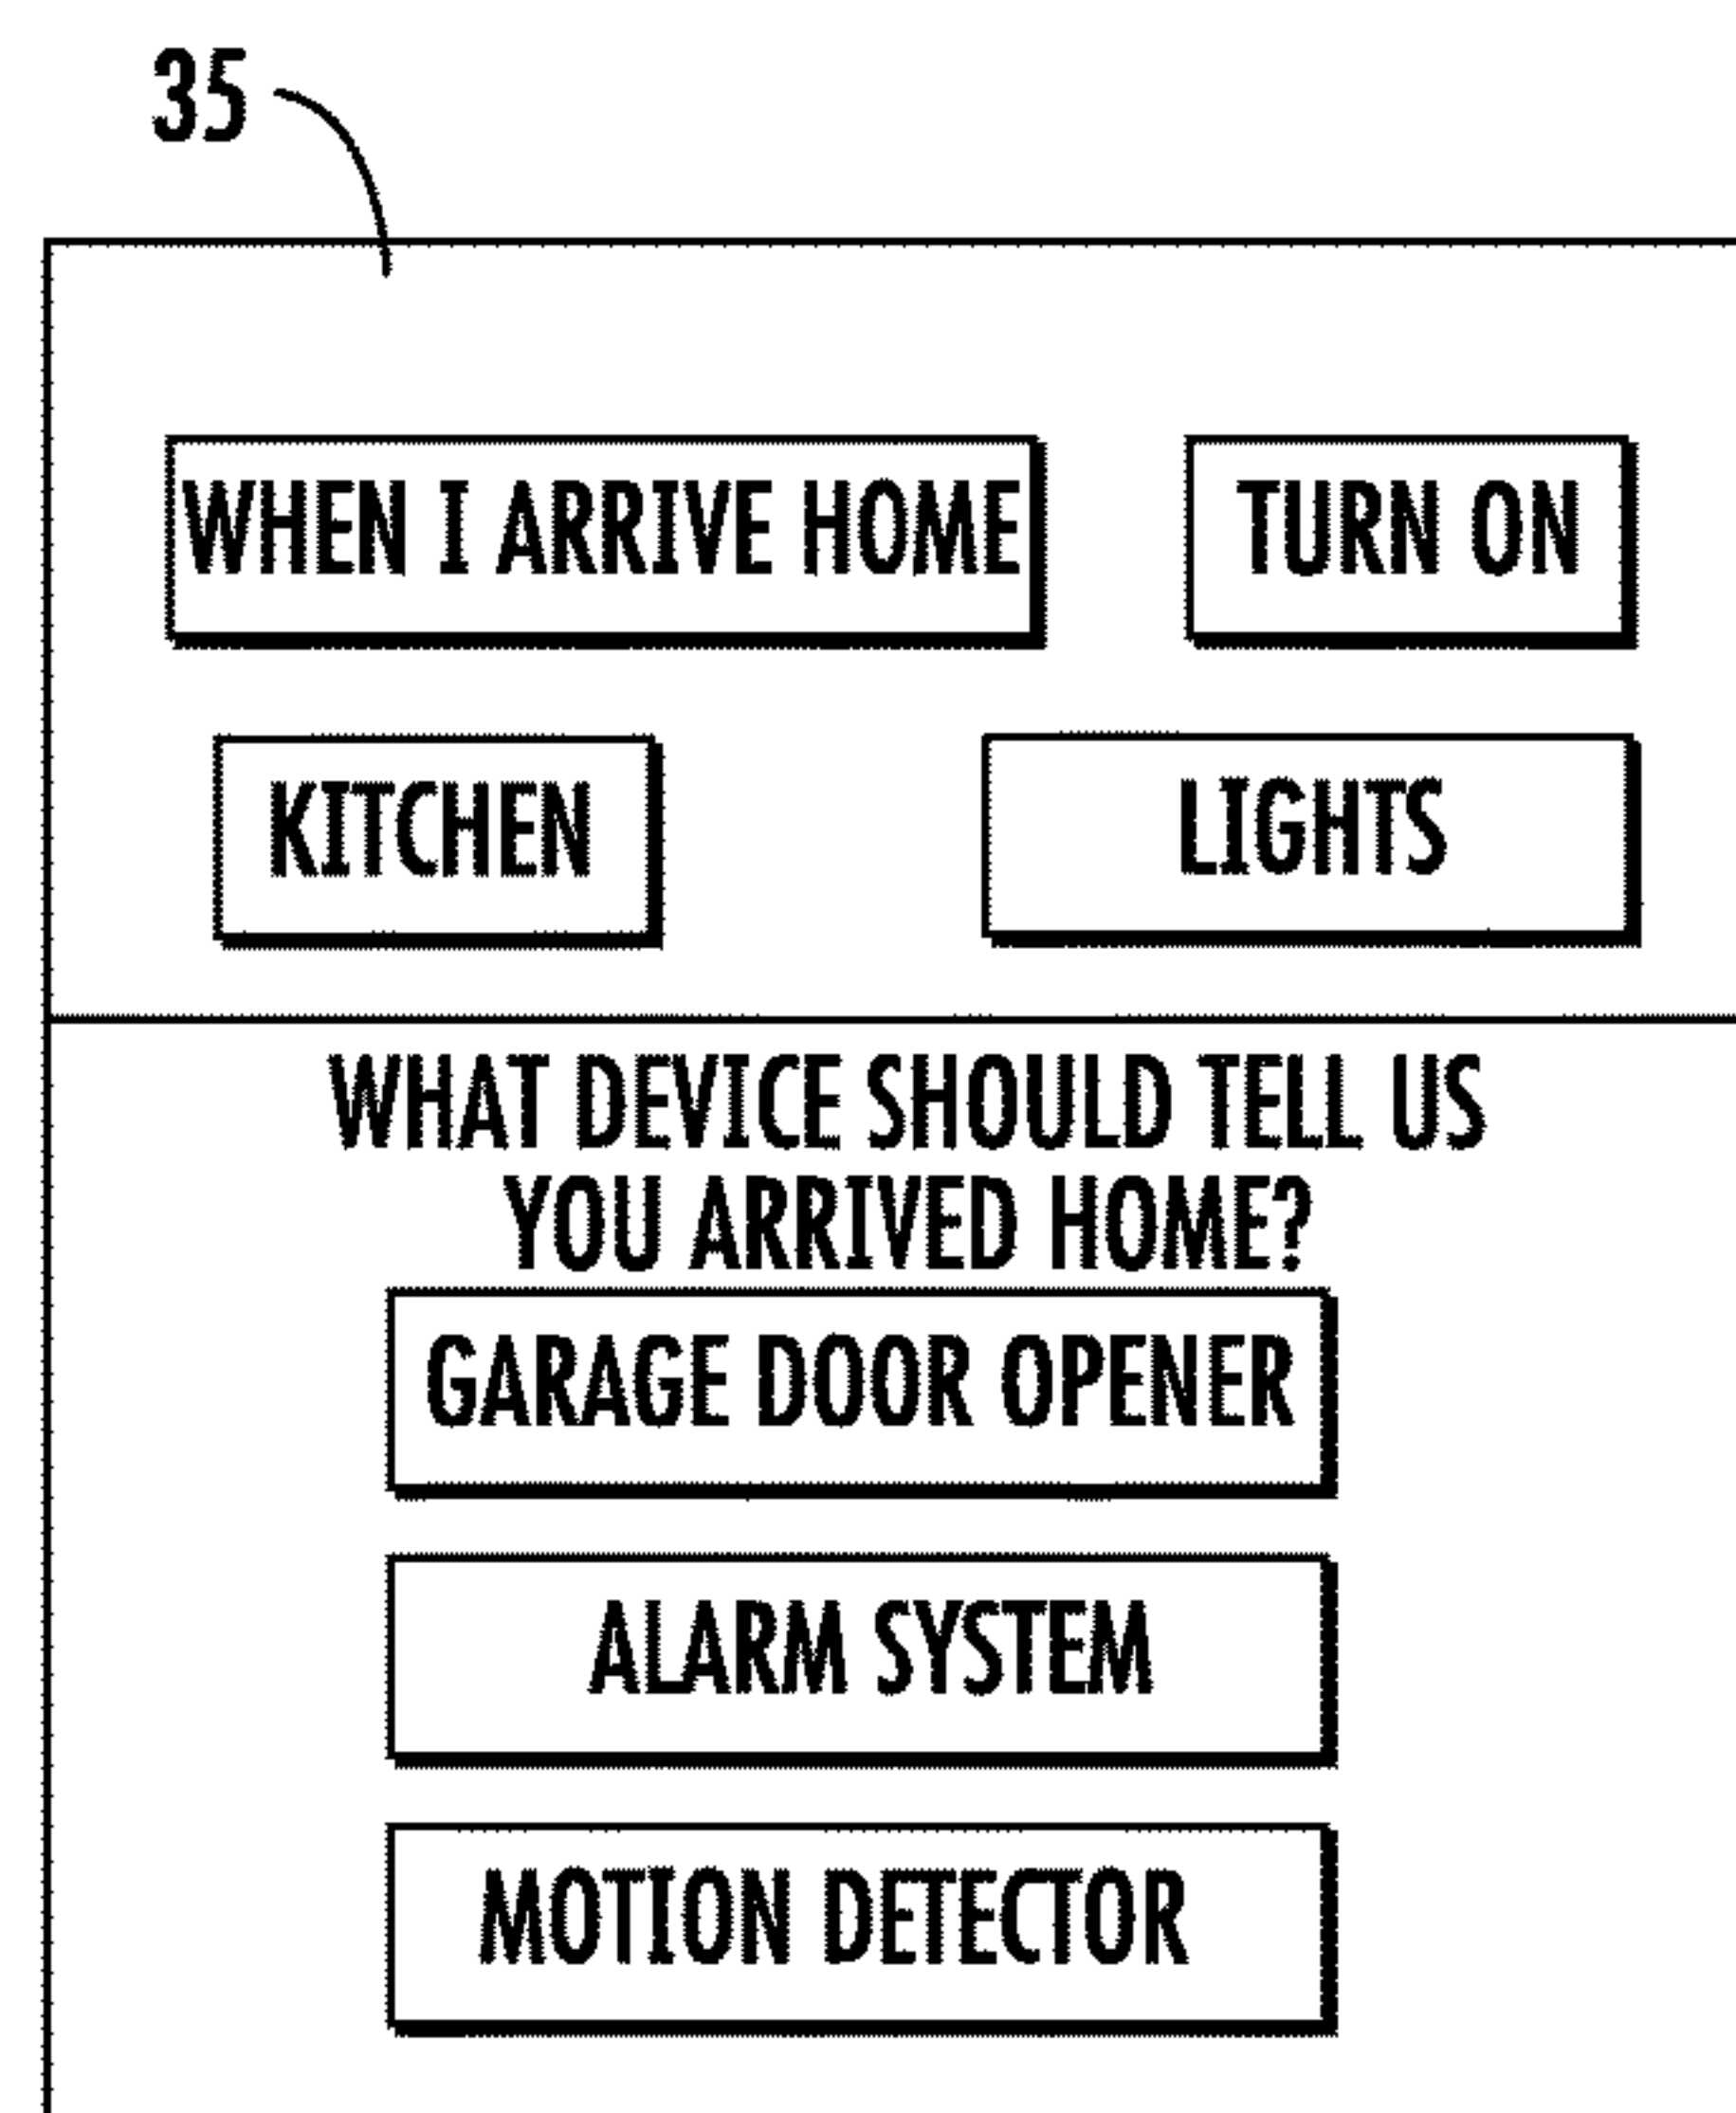 35
WHEN I ARRIVE HOME TURN ON
KITCHEN LIGHTS
WHAT DEVICE SHOULD TELL US
YOU ARRIVED HOME?
GARAGE DOOR OPENER
ALARM SYSTEM
MOTION DETECTOR